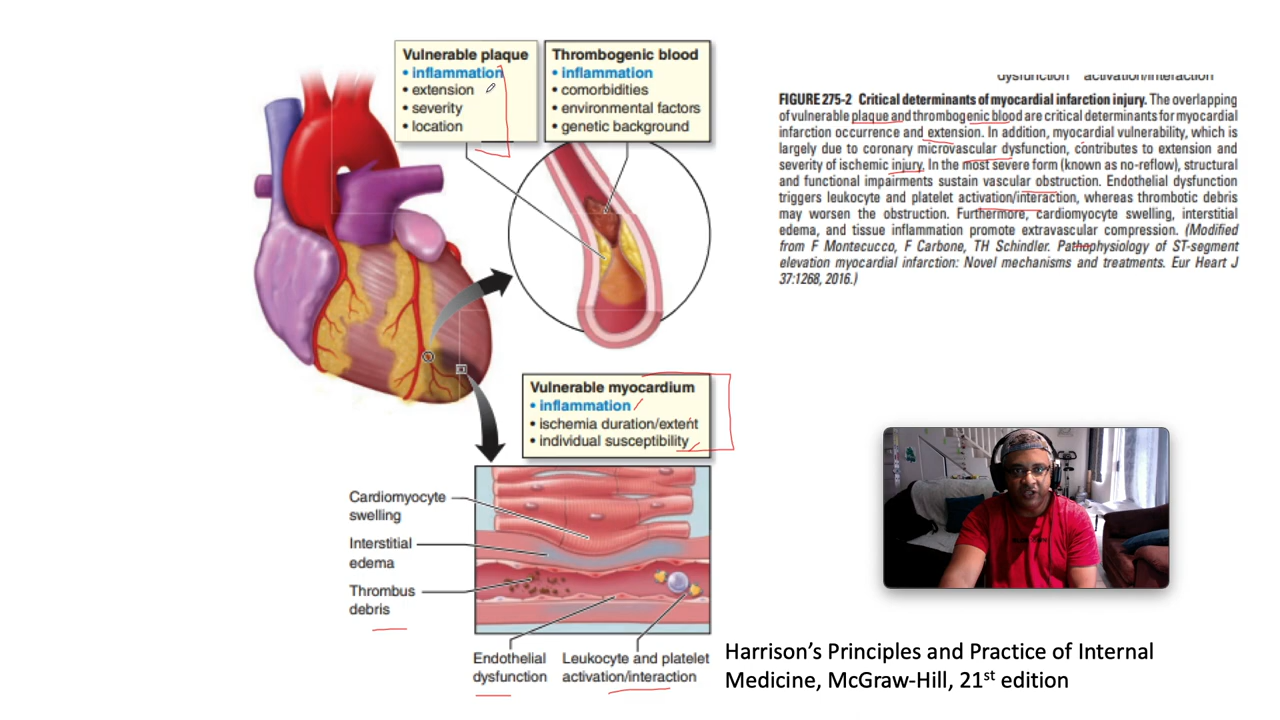 Vulnerable plaque
• inflammation
• extension
• severity
• location
Thrombogenic blood
• inflammation
• comorbidities
• environmental factors
• genetic background
dysfunction activation/interaction
FIGURE 275-2 Critical determinants of myocardial infarction injury. The overlapping
of vulnerable plaque and thrombogenic blood are critical determinants for myocardial
infarction occurrence and extension. In addition, myocardial vulnerability, which is
largely due to coronary microvascular dysfunction, contributes to extension and
severity of ischemic injury. In the most severe form (known as no-reflow), structural
and functional impairments sustain vascular obstruction. Endothelial dysfunction
triggers leukocyte and platelet activation/interaction, whereas thrombotic debris
may worsen the obstruction. Furthermore, cardiomyocyte swelling, interstitial
edema, and tissue inflammation promote extravascular compression. (Modified
from F Montecucco, F Carbone, TH Schindler. Pathophysiology of ST-segment
elevation myocardial infarction: Novel mechanisms and treatments. Eur Heart J
37:1268, 2016.)
Vulnerable myocardium
• inflammation
• ischemia duration/extent
• individual susceptibility
Cardiomyocyte
swelling
Interstitial
edema
Thrombus
debris
Endothelial
dysfunction
Leukocyte and platelet
activation/interaction
Harrison’s Principles and Practice of Internal
Medicine, McGraw-Hill, 21st edition